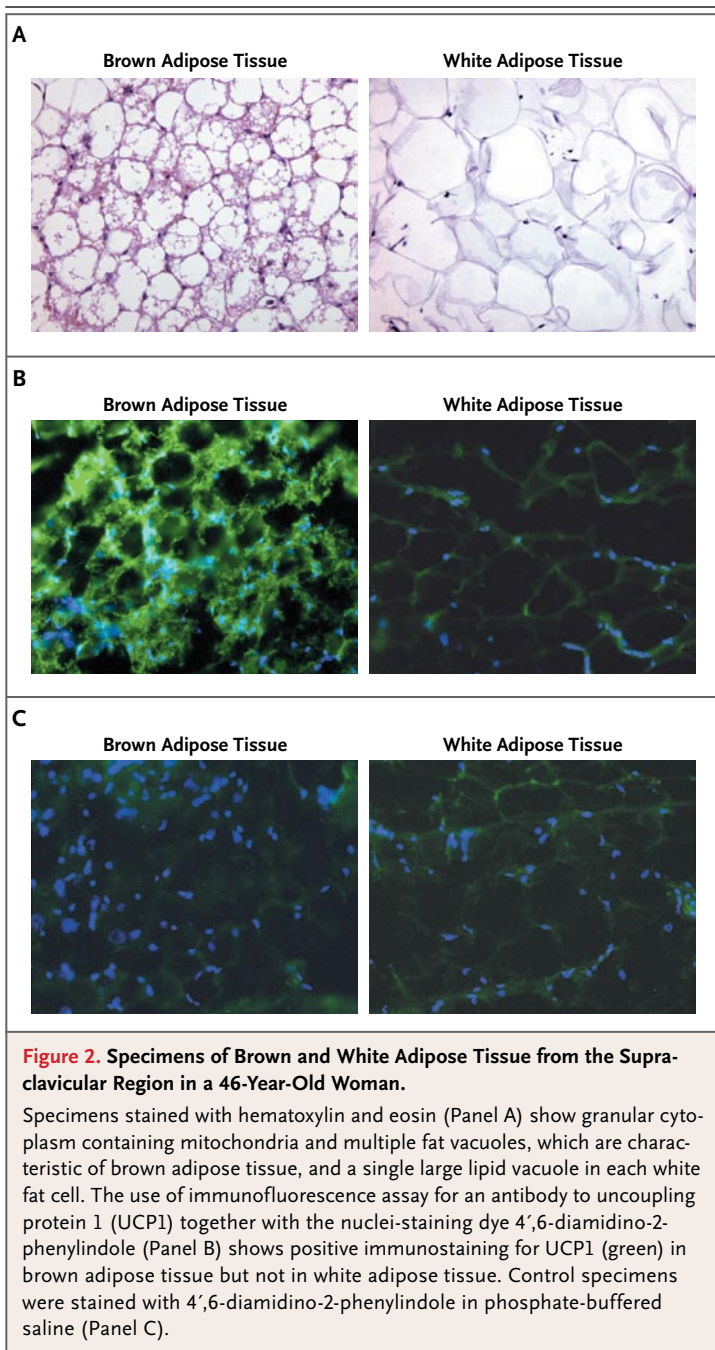 A
Brown Adipose Tissue
White Adipose Tissue
B
Brown Adipose Tissue
White Adipose Tissue
C
Brown Adipose Tissue
White Adipose Tissue
Figure 2. Specimens of Brown and White Adipose Tissue from the Supra-
clavicular Region in a 46-Year-Old Woman.
Specimens stained with hematoxylin and eosin (Panel A) show granular cyto-
plasm containing mitochondria and multiple fat vacuoles, which are charac-
teristic of brown adipose tissue, and a single large lipid vacuole in each white
fat cell. The use of immunofluorescence assay for an antibody to uncoupling
protein 1 (UCP1) together with the nuclei-staining dye 4′,6-diamidino-2-
phenylindole (Panel B) shows positive immunostaining for UCP1 (green) in
brown adipose tissue but not in white adipose tissue. Control specimens
were stained with 4′,6-diamidino-2-phenylindole in phosphate-buffered
saline (Panel C).